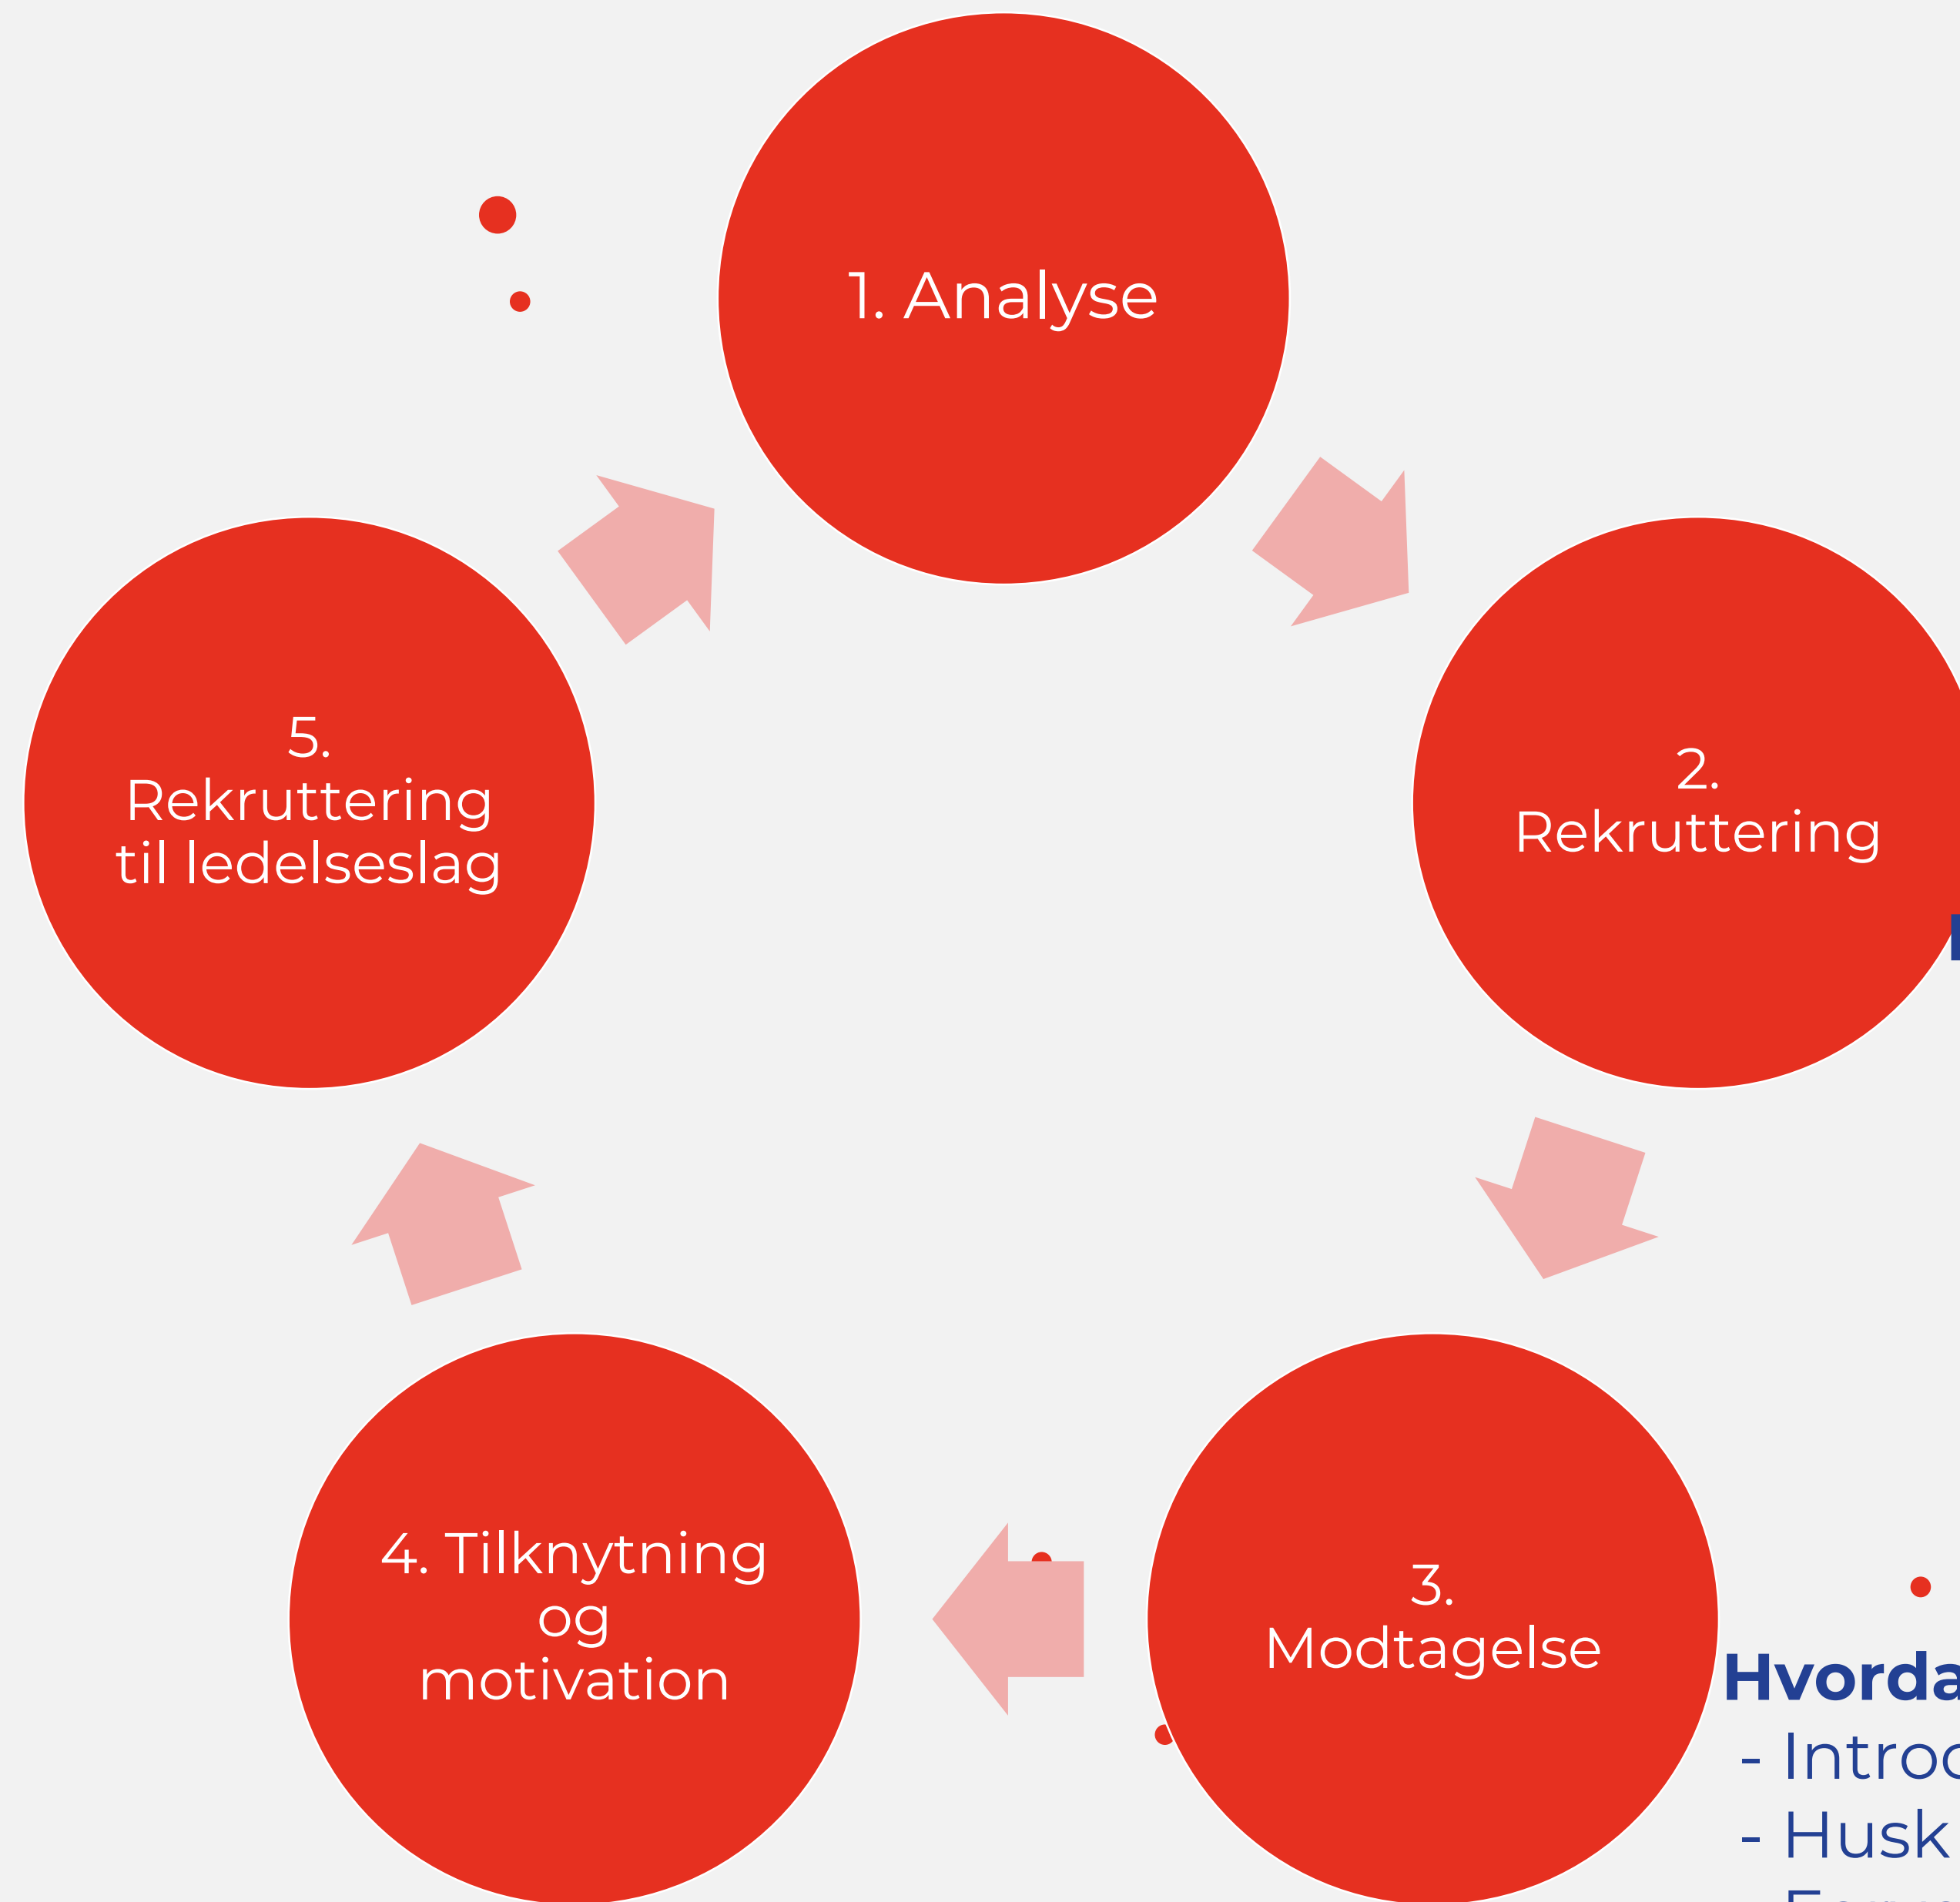 1. Analyse
5.
Rekruttering
til ledelseslag
2.
Rekruttering
4. Tilknytning
og
motivation
3.
Modtagelse
- Husk